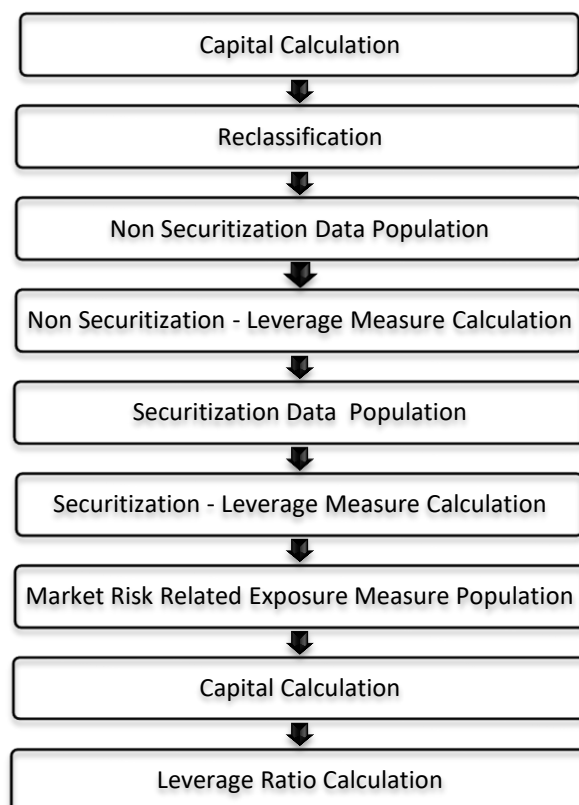 Capital Calculation
Reclassification
Non Securitization Data Population
Non Securitization - Leverage Measure Calculation
Securitization Data  Population
Securitization - Leverage Measure Calculation
Market Risk Related Exposure Measure Population
Capital Calculation
Leverage Ratio Calculation